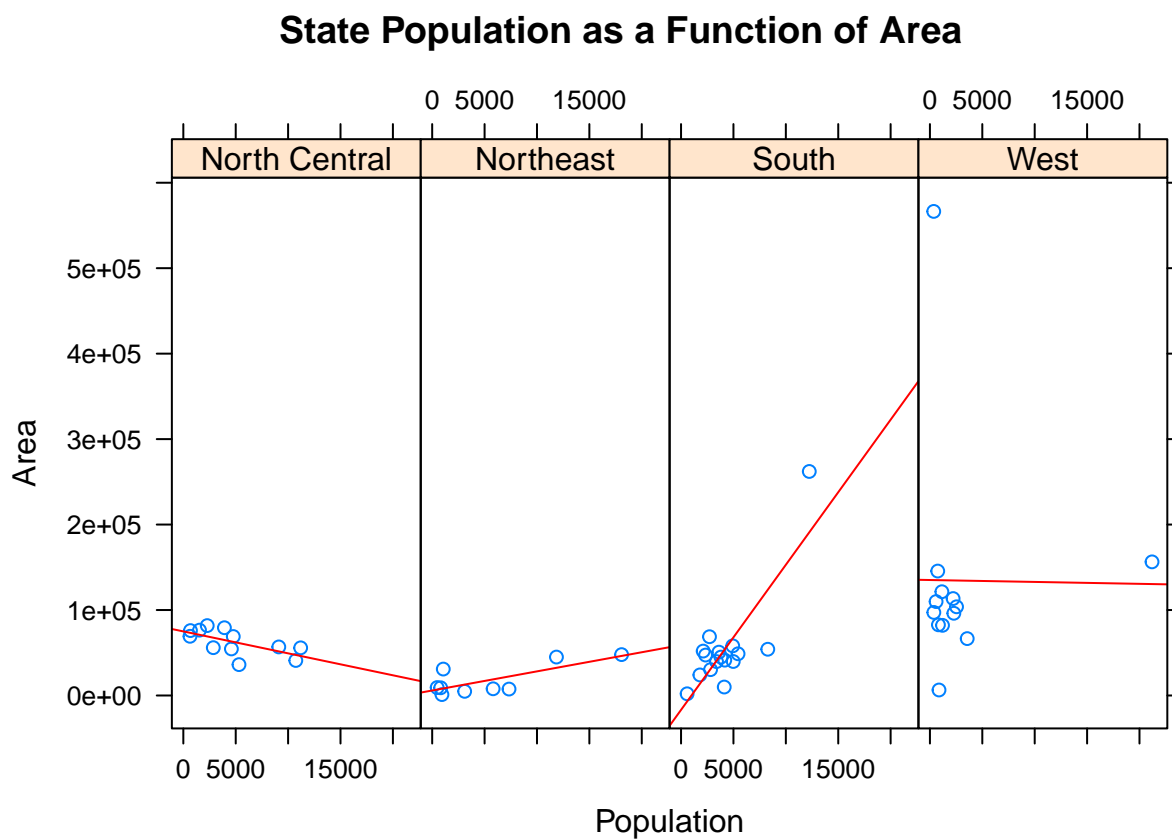 State Population as a Function of Area
0 5000 15000 0 5000 15000
North Central Northeast South West
5e+05
4e+05
3e+05
2e+05
1e+05
0e+00
Area
0 5000 15000 0 5000 15000
Population